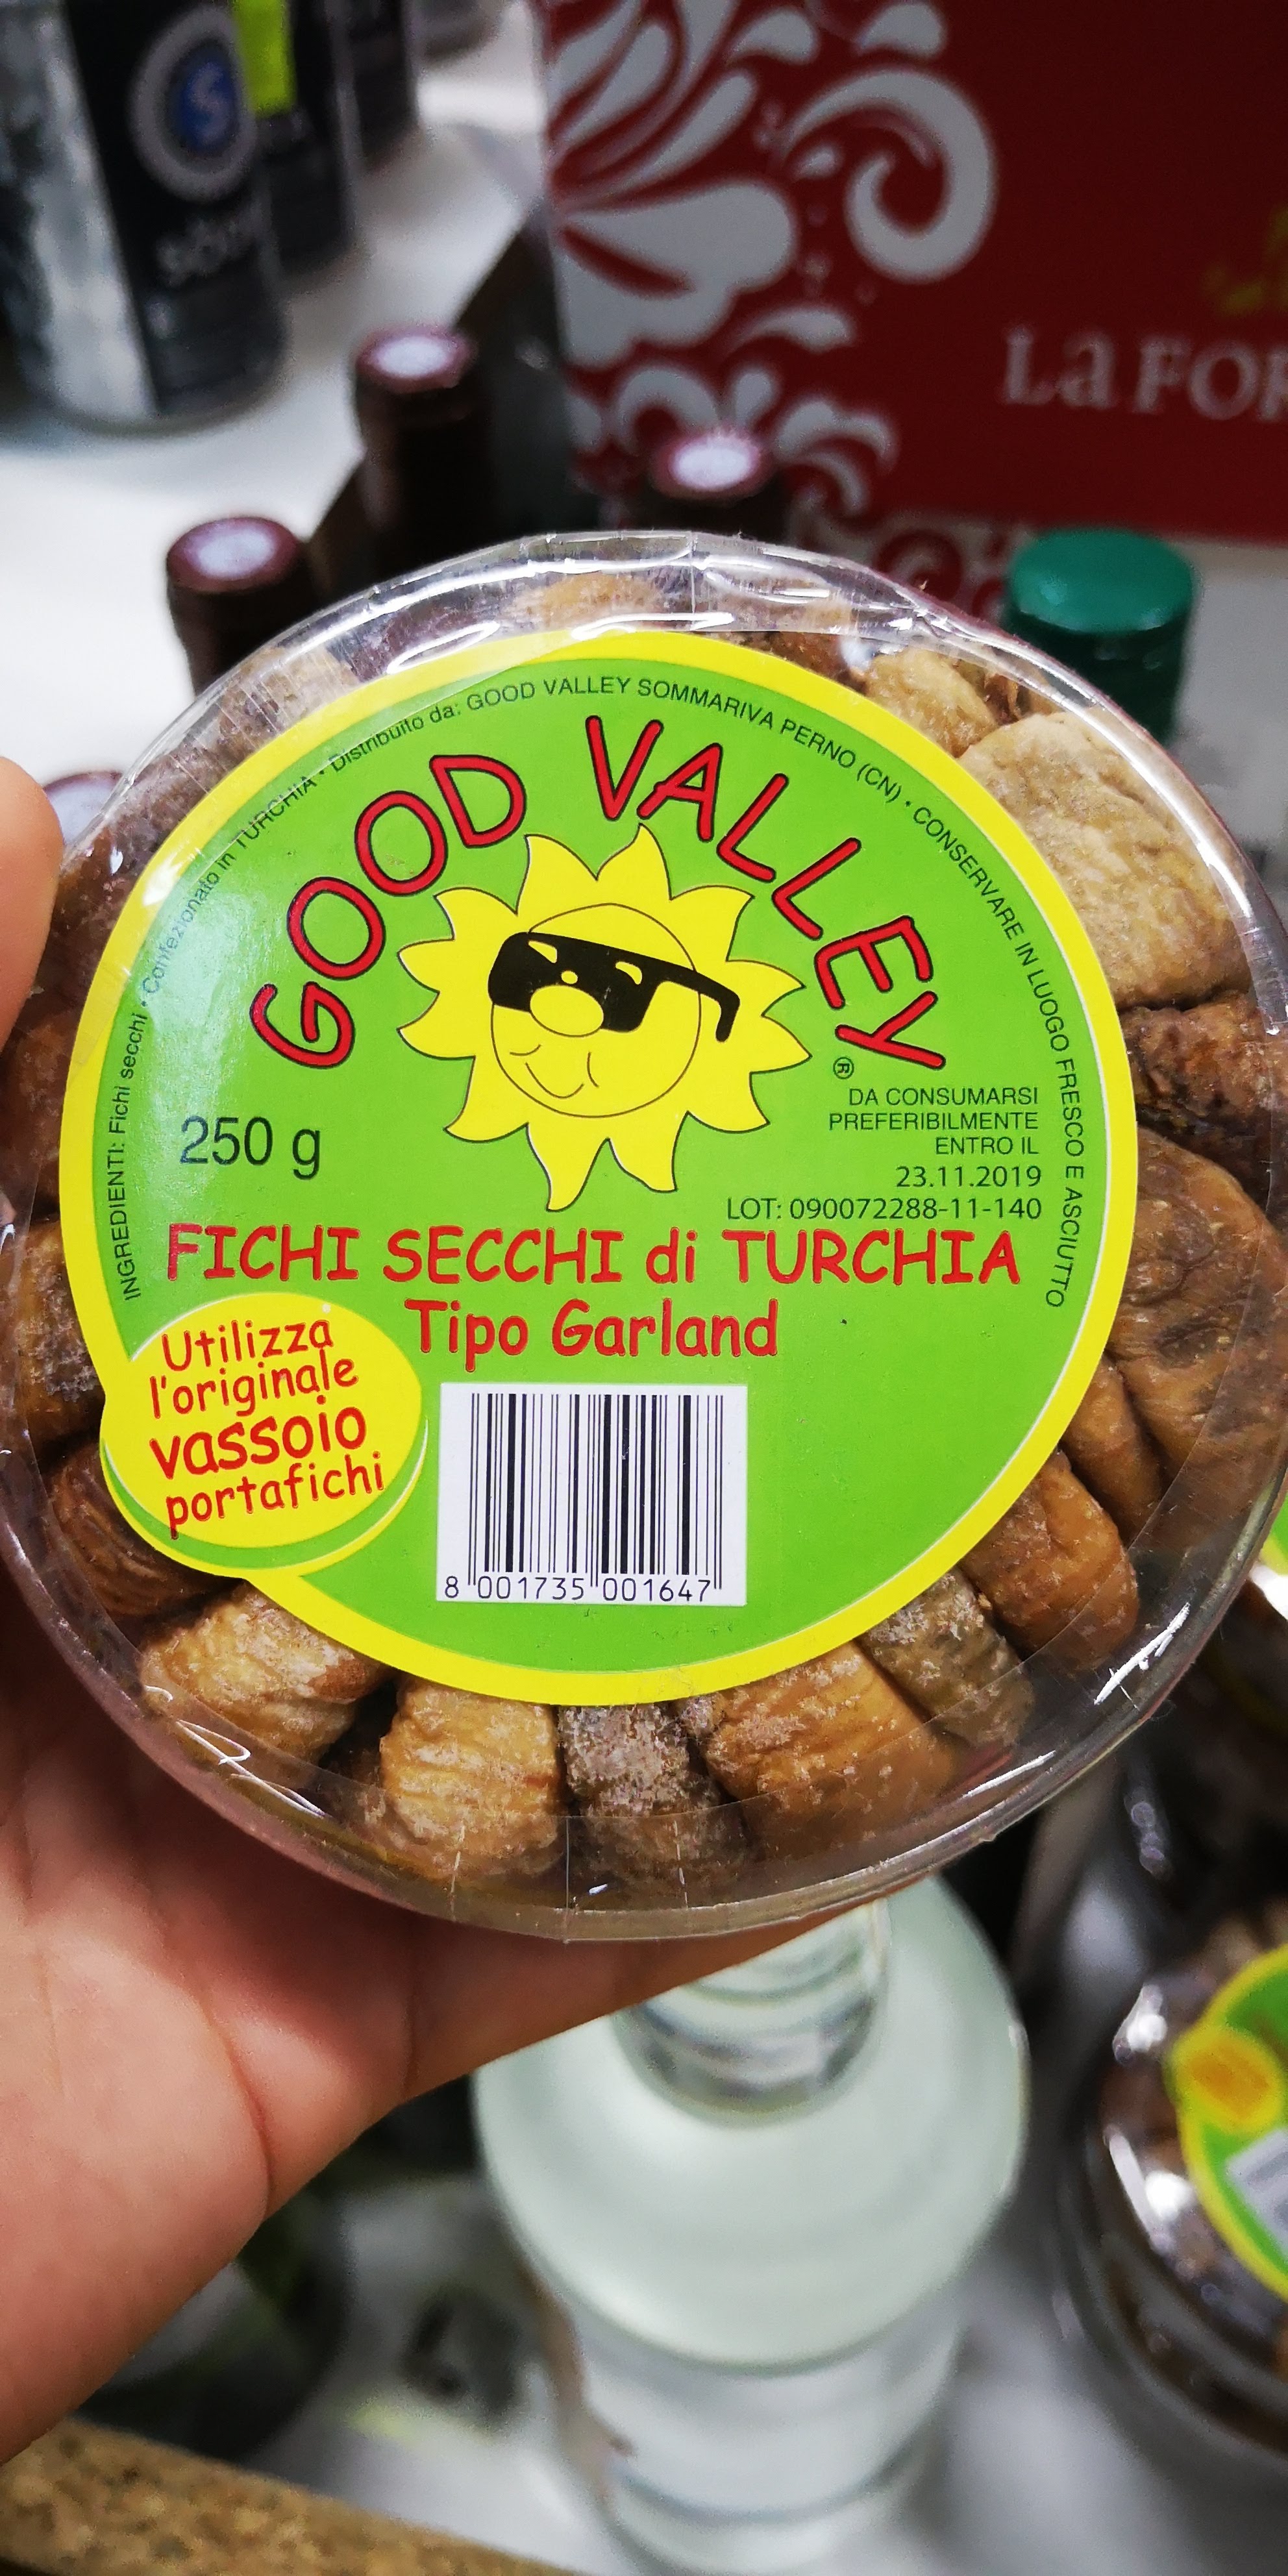 LA FOR
INGREDIENTI: Fichi secchi • Confezionato in TURCHIA • Distribuito da: GOOD VALLEY SOMMARIVA PERNO (CN) • CONSERVARE IN LUOGO FRESCO E ASCIUTTO
GOOD VALLEY
®
250 g
DA CONSUMARSI
PREFERIBILMENTE
ENTRO IL
23.11.2019
LOT: 090072288-11-140
FICHI SECCHI di TURCHIA
Tipo Garland
Utilizza
l'originale
vassoio
portafichi
8 001735 001647